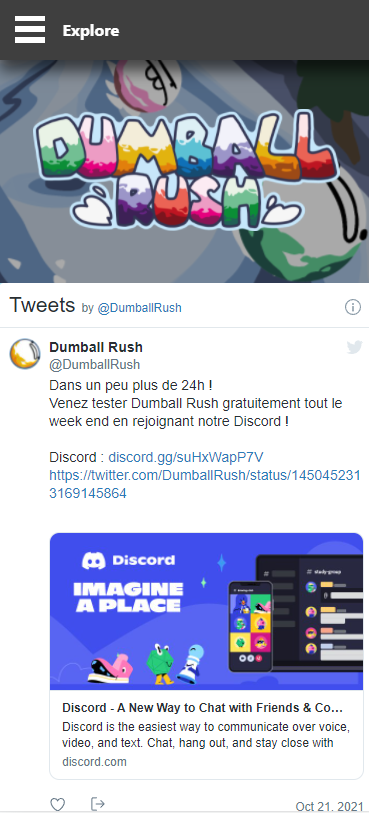 Explore
DUMBALL
RUSH
Tweets by @DumballRush
Dumball Rush
@DumballRush
Dans un peu plus de 24h !
Venez tester Dumball Rush gratuitement tout le
week end en rejoignant notre Discord !
Discord : discord.gg/suHxWapP7V
https://twitter.com/DumballRush/status/145045231
3169145864
Discord
IMAGINE
A PLACE
study-group
Discord - A New Way to Chat with Friends & Co...
Discord is the easiest way to communicate over voice,
video, and text. Chat, hang out, and stay close with
discord.com
Oct 21, 2021